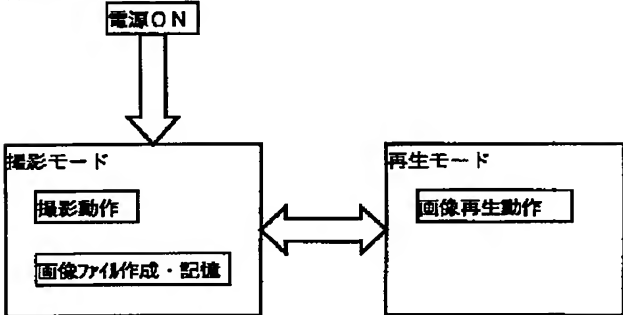 電源ON
撮影モード
撮影動作
画像ファイル作成・記憶
再生モード
画像再生動作